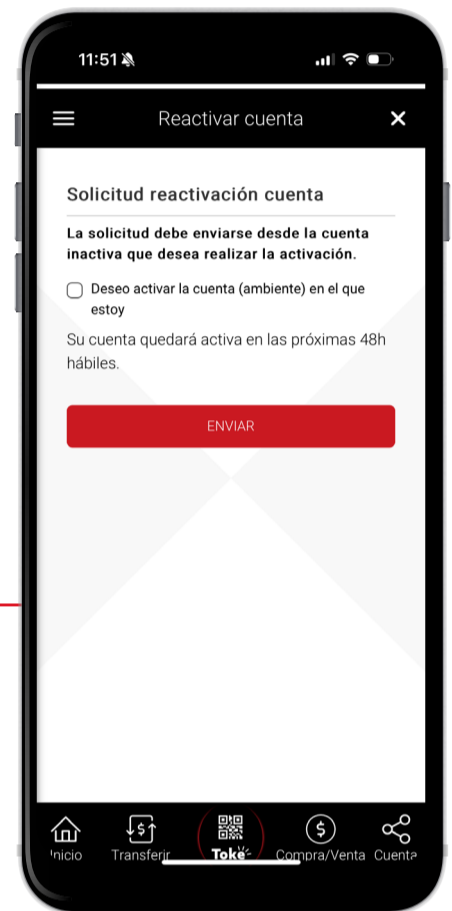 11:51
Reactivar cuenta
Solicitud reactivación cuenta
La solicitud debe enviarse desde la cuenta
inactiva que desea realizar la activación.
Deseo activar la cuenta (ambiente) en el que
estoy
Su cuenta quedará activa en las próximas 48h
hábiles.
ENVIAR
Inicio Transferir Toke Compra/Venta Cuenta